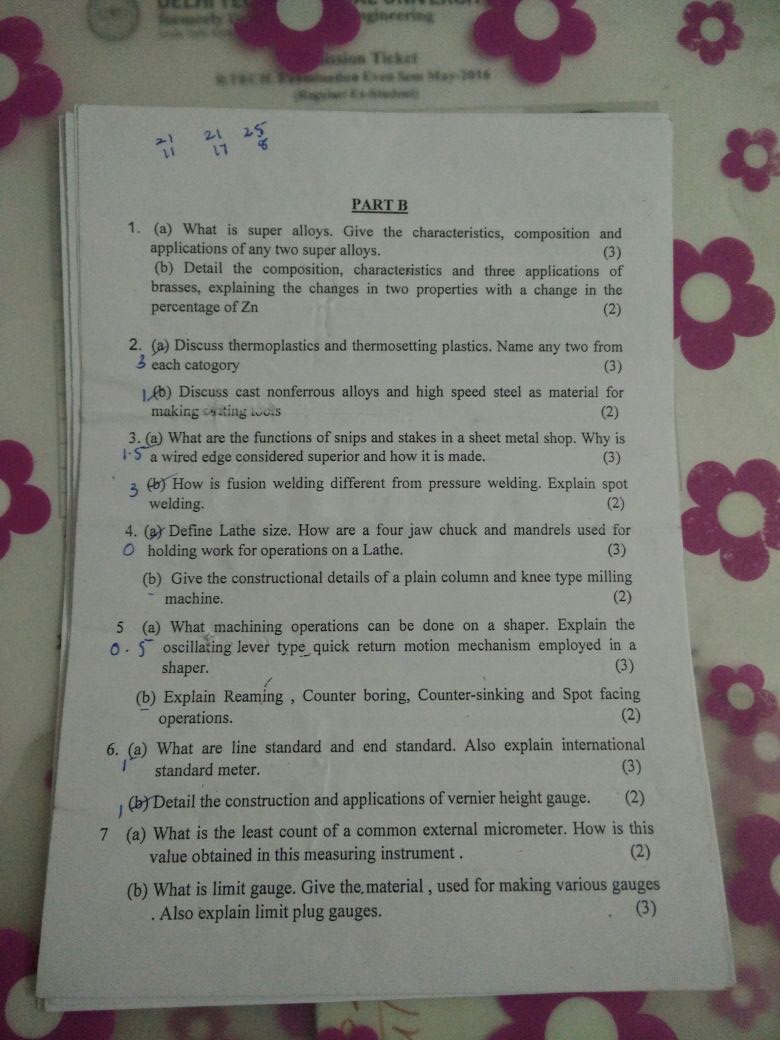 ssion Ticket
B.TECH. Examination Even Sem May-2016
(Regular/ Ex-Student)
21 21 25
11 17 8
PART B
1. (a) What is super alloys. Give the characteristics, composition and
applications of any two super alloys. (3)
(b) Detail the composition, characteristics and three applications of
brasses, explaining the changes in two properties with a change in the
percentage of Zn (2)
2. (a) Discuss thermoplastics and thermosetting plastics. Name any two from
3 each catogory (3)
1 (b) Discuss cast nonferrous alloys and high speed steel as material for
making (2)
3. (a) What are the functions of snips and stakes in a sheet metal shop. Why is
1.5 a wired edge considered superior and how it is made. (3)
3 (b) How is fusion welding different from pressure welding. Explain spot
welding. (2)
4. (a) Define Lathe size. How are a four jaw chuck and mandrels used for
0 holding work for operations on a Lathe. (3)
(b) Give the constructional details of a plain column and knee type milling
machine. (2)
5 (a) What machining operations can be done on a shaper. Explain the
0.5 oscillating lever type quick return motion mechanism employed in a
shaper. (3)
(b) Explain Reaming , Counter boring, Counter-sinking and Spot facing
operations. (2)
6. (a) What are line standard and end standard. Also explain international
1 standard meter. (3)
1 (b) Detail the construction and applications of vernier height gauge. (2)
7 (a) What is the least count of a common external micrometer. How is this
value obtained in this measuring instrument . (2)
(b) What is limit gauge. Give the material , used for making various gauges
. Also explain limit plug gauges. (3)